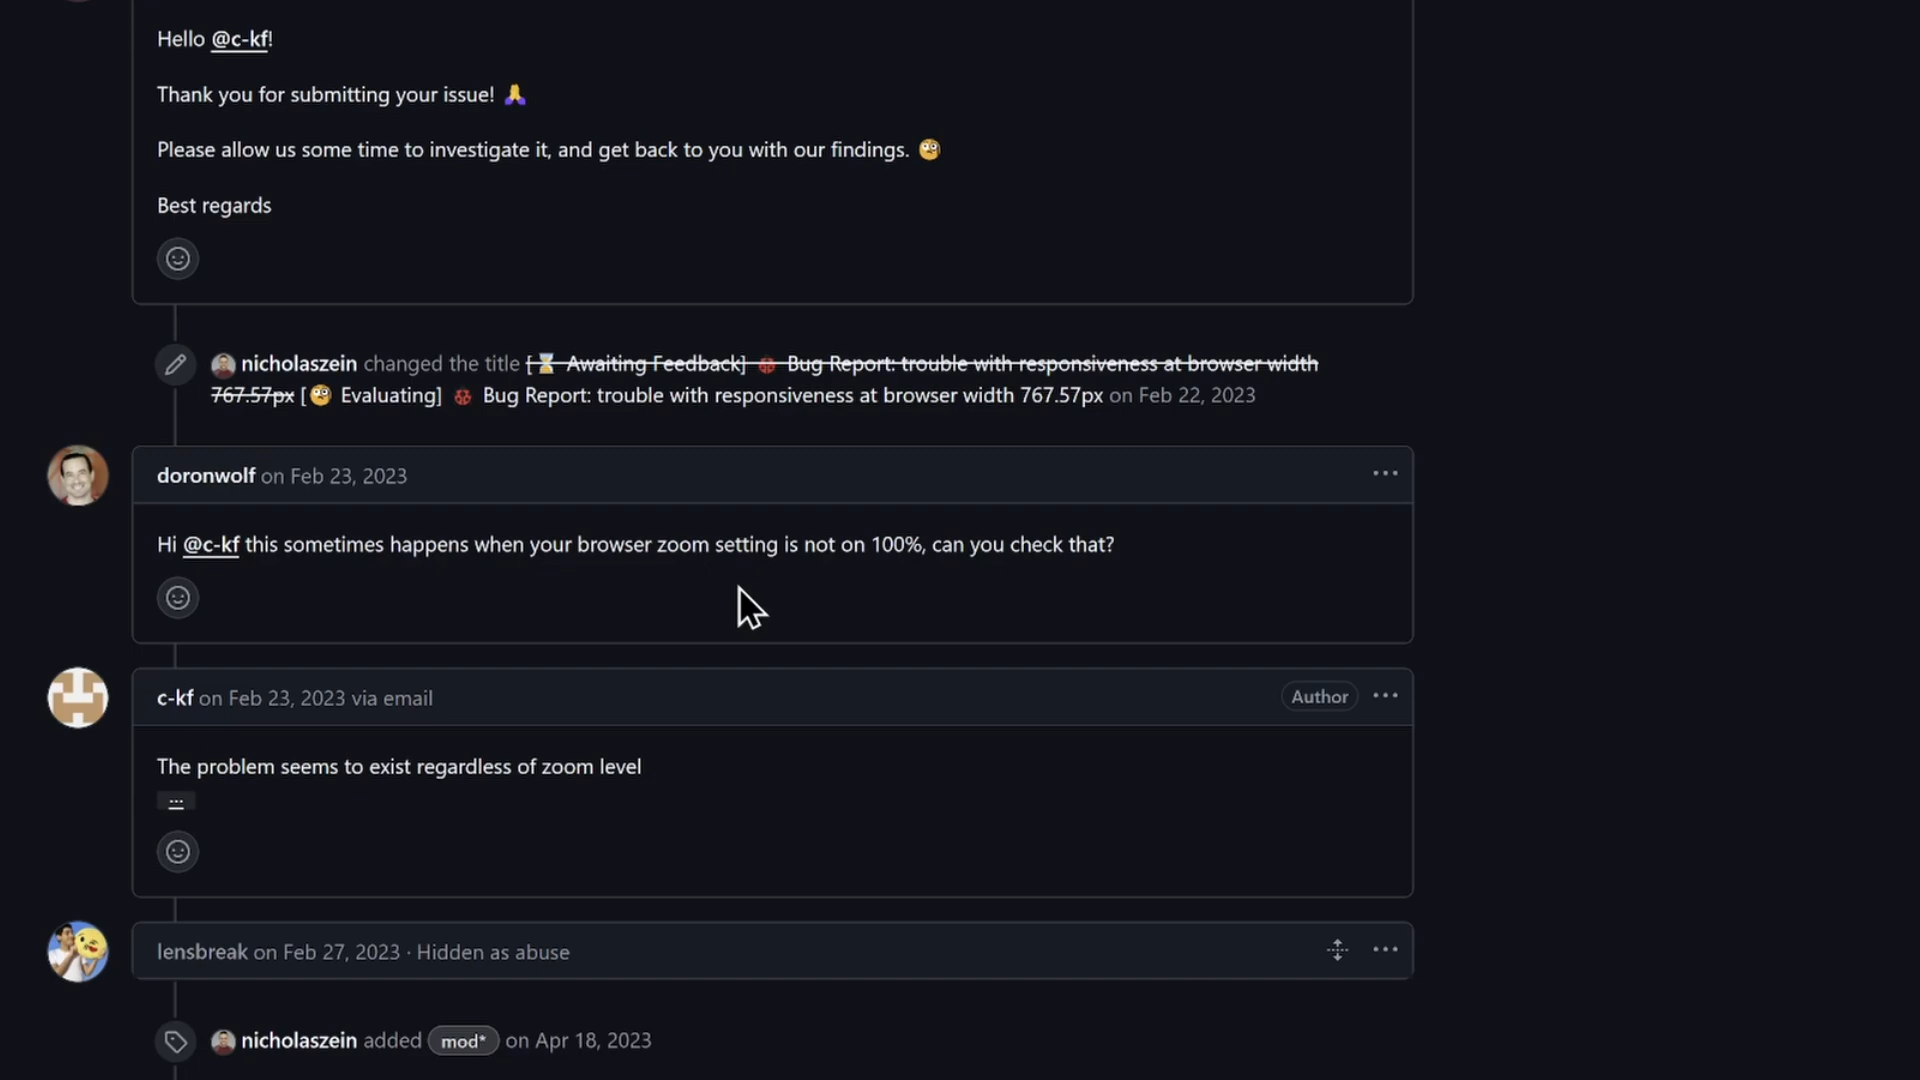 Hello @c-kf!
Thank you for submitting your issue! 🙏
Please allow us some time to investigate it, and get back to you with our findings. 🧐
Best regards
nicholaszein changed the title [⌛ Awaiting Feedback] 🐞 Bug Report: trouble with responsiveness at browser width
767.57px [🧐 Evaluating] 🐞 Bug Report: trouble with responsiveness at browser width 767.57px on Feb 22, 2023
doronwolf on Feb 23, 2023
Hi @c-kf this sometimes happens when your browser zoom setting is not on 100%, can you check that?
c-kf on Feb 23, 2023 via email
Author
The problem seems to exist regardless of zoom level
...
lensbreak on Feb 27, 2023 · Hidden as abuse
nicholaszein added mod* on Apr 18, 2023